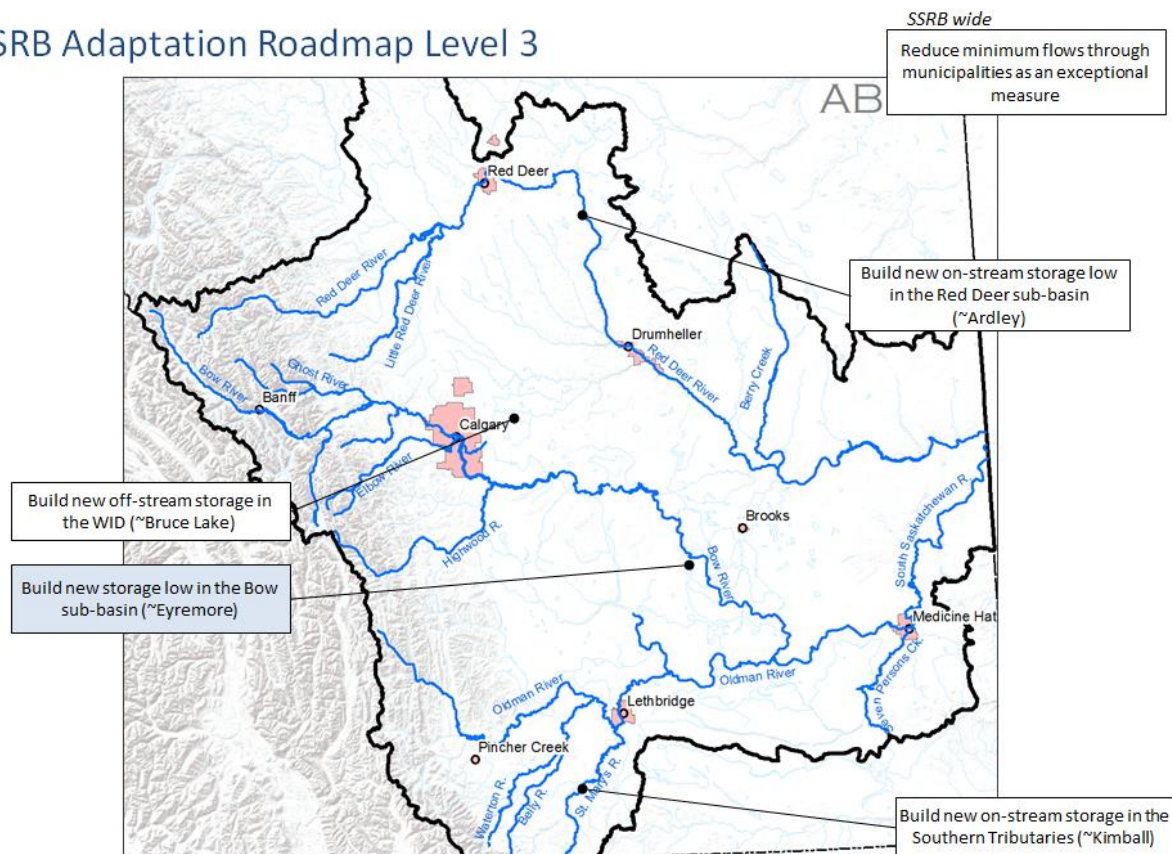 SRB Adaptation Roadmap Level 3
SSRB wide
Reduce minimum flows through
municipalities as an exceptional
measure
AB
Red Deer
Build new on-stream storage low
in the Red Deer sub-basin
(~Ardley)
Red Deer River
Little Red Deer River
Drumheller
Red Deer River
Berry Creek
Ghost River
Bow River
Banff
Calgary
Elbow River
Build new off-stream storage in
the WID (~Bruce Lake)
Highwood R.
Brooks
South Saskatchewan R.
Bow River
Build new storage low in the Bow
sub-basin (~Eyremore)
Medicine Hat
Seven Persons Ck.
Oldman River
Oldman River
Lethbridge
Pincher Creek
Waterton R.
Belly R.
St. Mary's R.
Build new on-stream storage in the
Southern Tributaries (~Kimball)